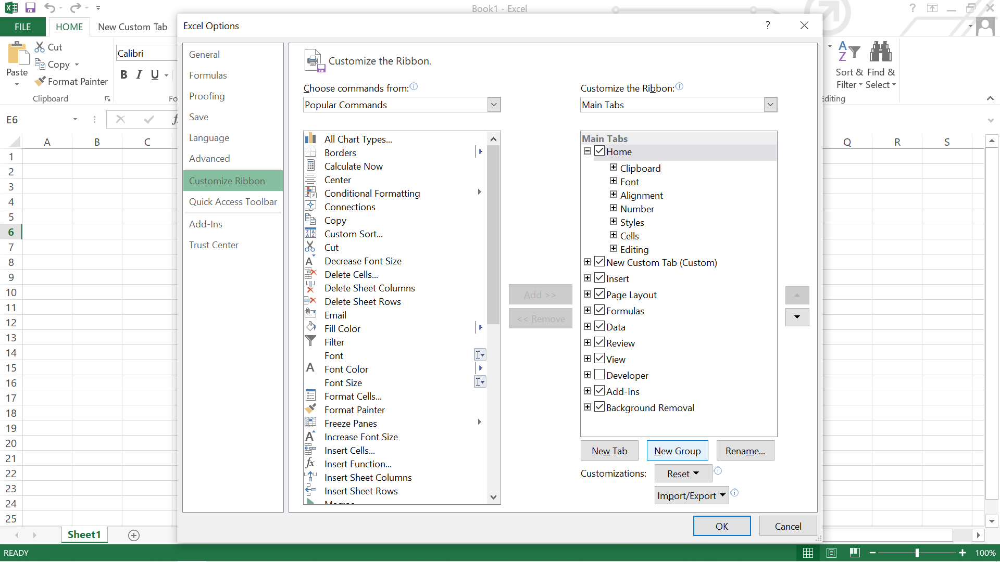 Book1 - Excel
?
FILE
HOME
New Custom Tab
Excel Options
?
Cut
Copy
Paste
Format Painter
Clipboard
Calibri
B I U
Fo
Sort & Filter
Find & Select
Editing
E6
A B C Q R S
1
2
3
4
5
6
7
8
9
10
11
12
13
14
15
16
17
18
19
20
21
22
23
24
25
General
Formulas
Proofing
Save
Language
Advanced
Customize Ribbon
Quick Access Toolbar
Add-Ins
Trust Center
Customize the Ribbon.
Choose commands from:
Popular Commands
All Chart Types...
Borders
Calculate Now
Center
Conditional Formatting
Connections
Copy
Custom Sort...
Cut
Decrease Font Size
Delete Cells...
Delete Sheet Columns
Delete Sheet Rows
Email
Fill Color
Filter
Font
Font Color
Font Size
Format Cells...
Format Painter
Freeze Panes
Increase Font Size
Insert Cells...
Insert Function...
Insert Sheet Columns
Insert Sheet Rows
Add >>
<< Remove
Customize the Ribbon:
Main Tabs
Main Tabs
Home
Clipboard
Font
Alignment
Number
Styles
Cells
Editing
New Custom Tab (Custom)
Insert
Page Layout
Formulas
Data
Review
View
Developer
Add-Ins
Background Removal
New Tab
New Group
Rename...
Customizations:
Reset
Import/Export
OK
Cancel
Sheet1
READY
100%